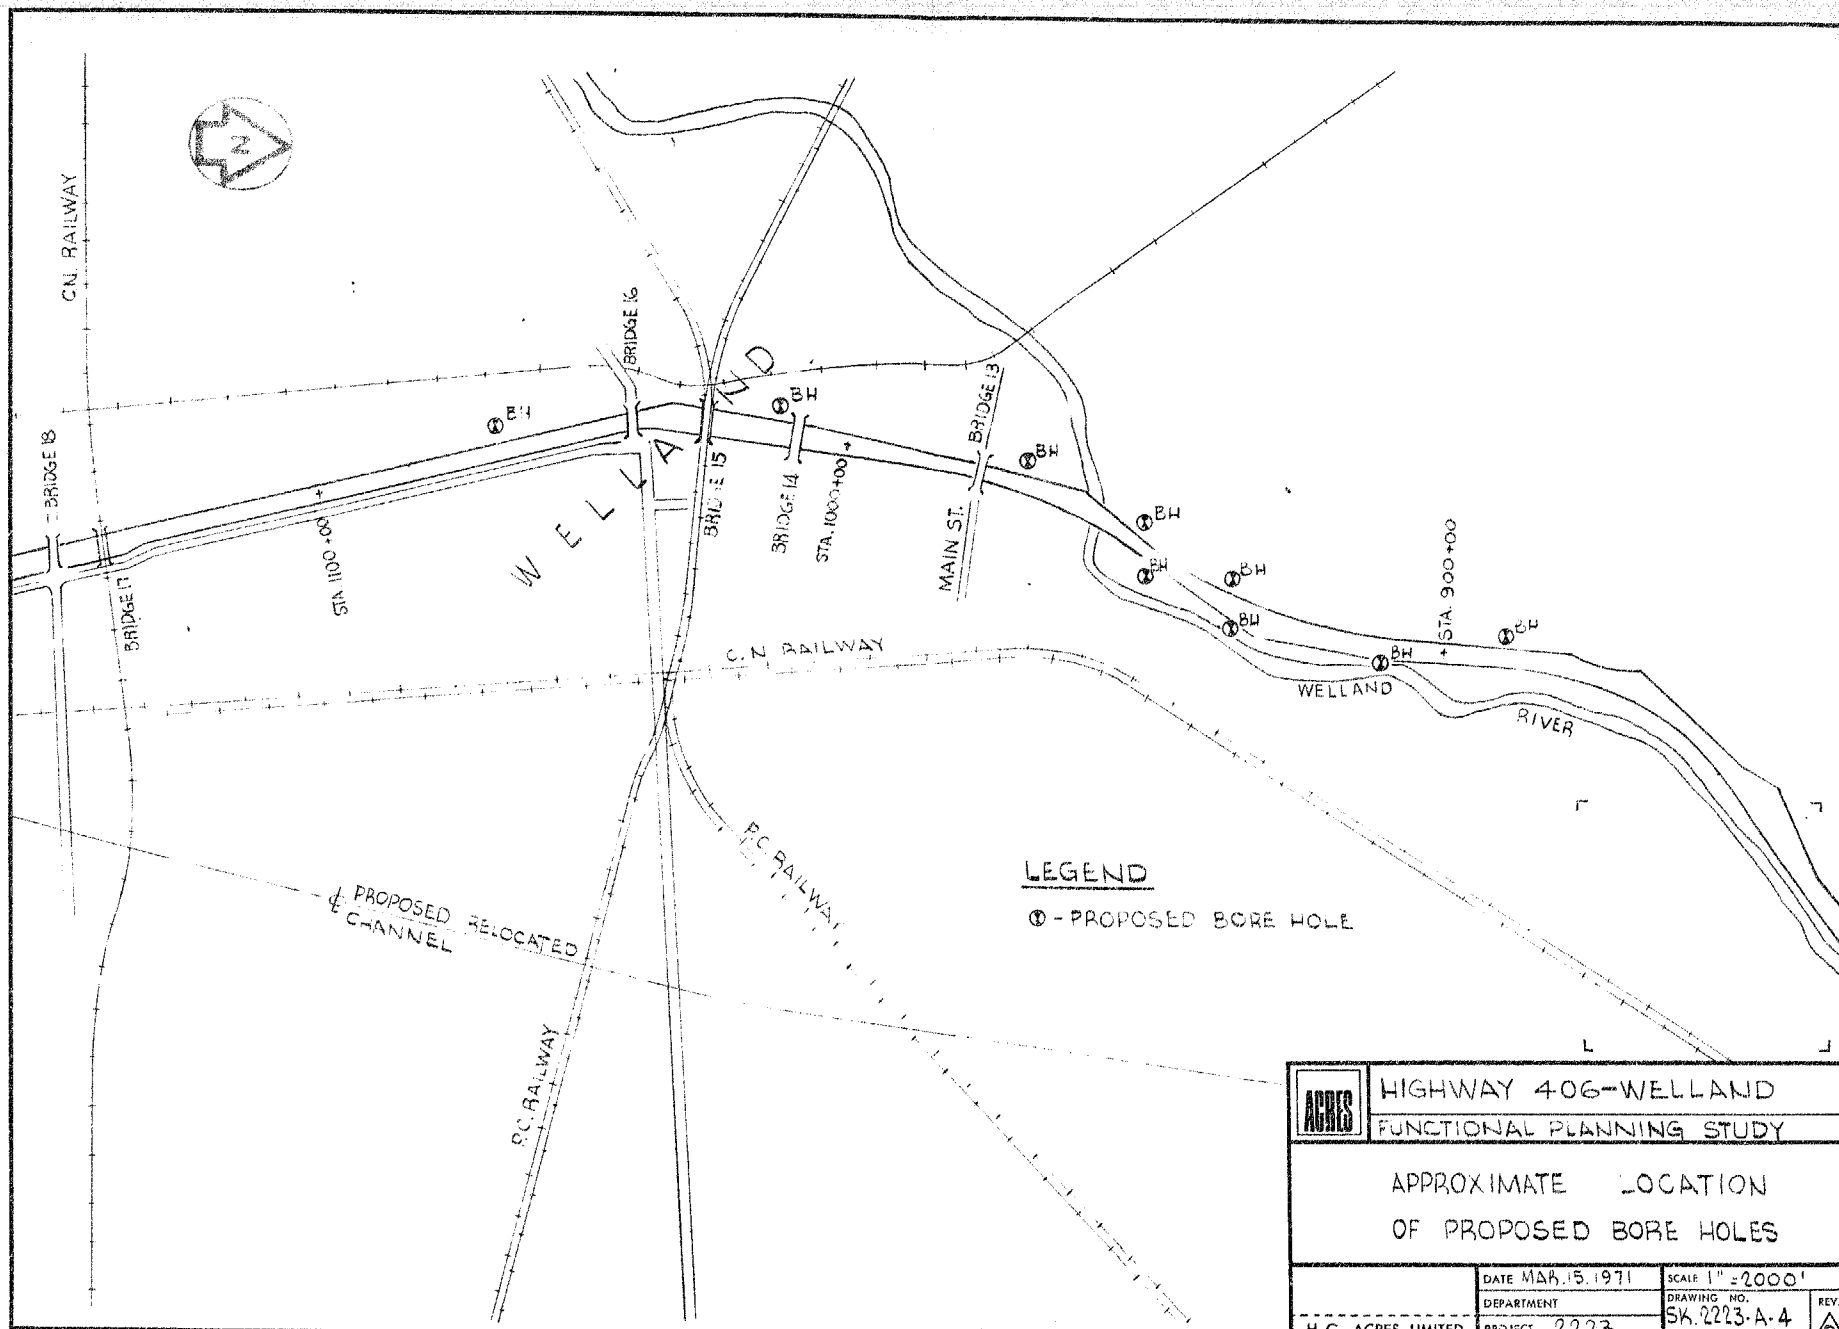 N
C.N. RAILWAY
BRIDGE 18
BRIDGE 17
STA. 1100+00
BH
BRIDGE 16
WELLAND
BRIDGE 15
BH
BRIDGE 14
STA. 1000+00
BRIDGE 13
MAIN ST.
BH
BH
BH
BH
BH
BH
STA. 900+00
BH
WELLAND
RIVER
C.N RAILWAY
P.C. RAILWAY
P.C. RAILWAY
℄ PROPOSED RELOCATED
CHANNEL
LEGEND
- PROPOSED BORE HOLE
ACRES
HIGHWAY 406-WELLAND
FUNCTIONAL PLANNING STUDY
APPROXIMATE LOCATION
OF PROPOSED BORE HOLES
DATE MAR. 15. 1971
SCALE 1" = 2000'
DEPARTMENT
DRAWING NO.
SK. 2223-A-4
REV.
H.G. ACRES LIMITED
PROJECT 2223